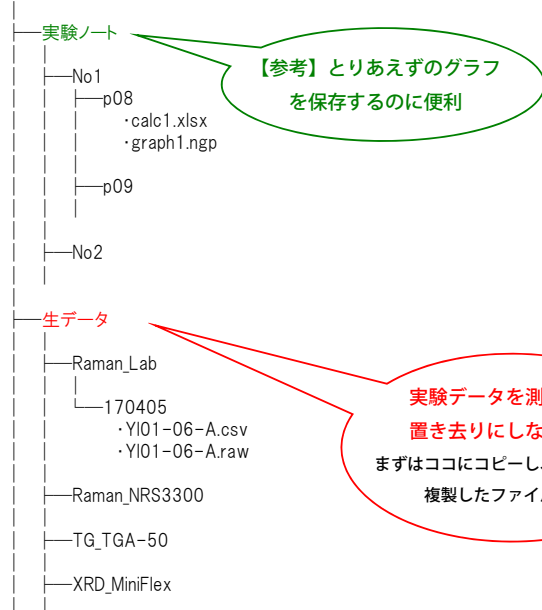 実験ノート
【参考】とりあえずのグラフ
を保存するのに便利
No1
p08
・calc1.xlsx
・graph1.ngp
p09
No2
生データ
Raman_Lab
170405
・YI01-06-A.csv
・YI01-06-A.raw
Raman_NRS3300
TG_TGA-50
XRD_MiniFlex
実験データを測
置き去りにしな
まずはココにコピーし、
複製したファイ